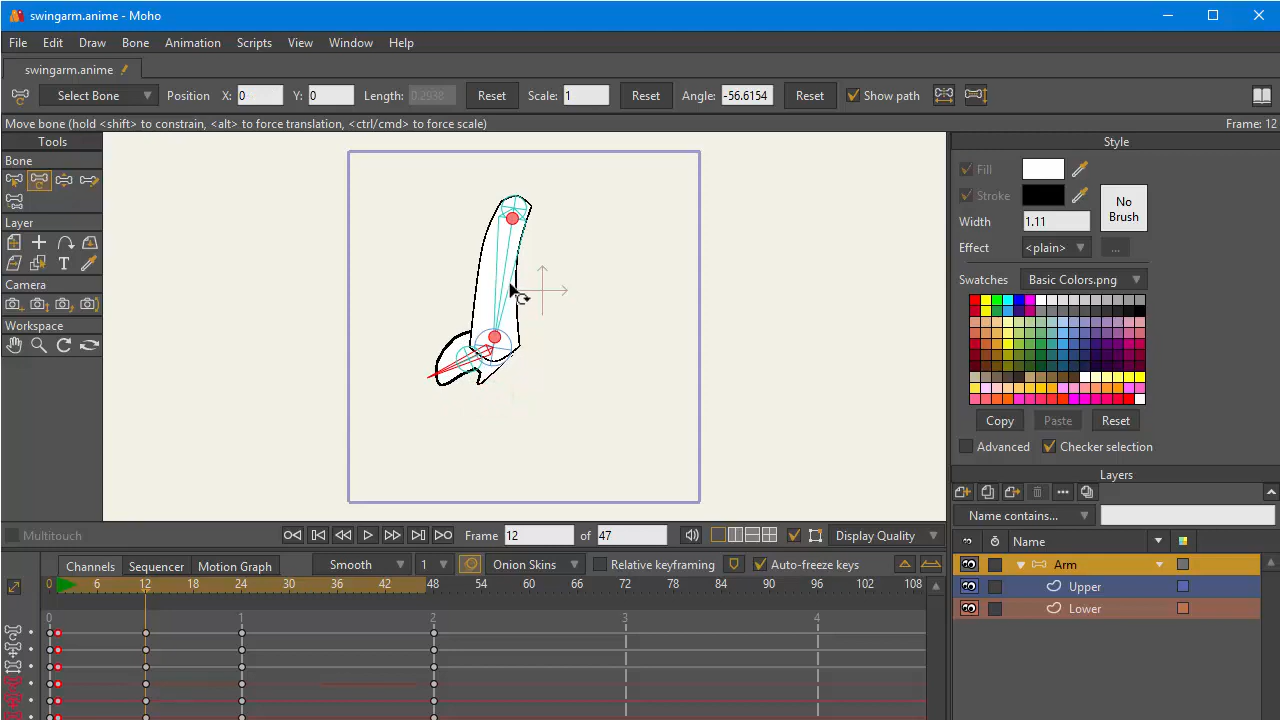 swingarm.anime - Moho
File Edit Draw Bone Animation Scripts View Window Help
swingarm.anime
Select Bone Position X: 0 Y: 0 Length: 0.2938 Reset Scale: 1 Reset Angle: -56.6154 Reset Show path
Move bone (hold <shift> to constrain, <alt> to force translation, <ctrl/cmd> to force scale) Frame: 12
Tools
Bone
Layer
T
Camera
Workspace
Style
Fill
Stroke
No Brush
Width 1.11
Effect <plain> ...
Swatches Basic Colors.png
Copy Paste Reset
Advanced Checker selection
Layers
Name contains...
Name
Arm
Upper
Lower
Multitouch Frame 12 of 47 Display Quality
Channels Sequencer Motion Graph Smooth 1 Onion Skins Relative keyframing Auto-freeze keys
0 6 12 18 24 30 36 42 48 54 60 66 72 78 84 90 96 102 108
0 1 2 3 4